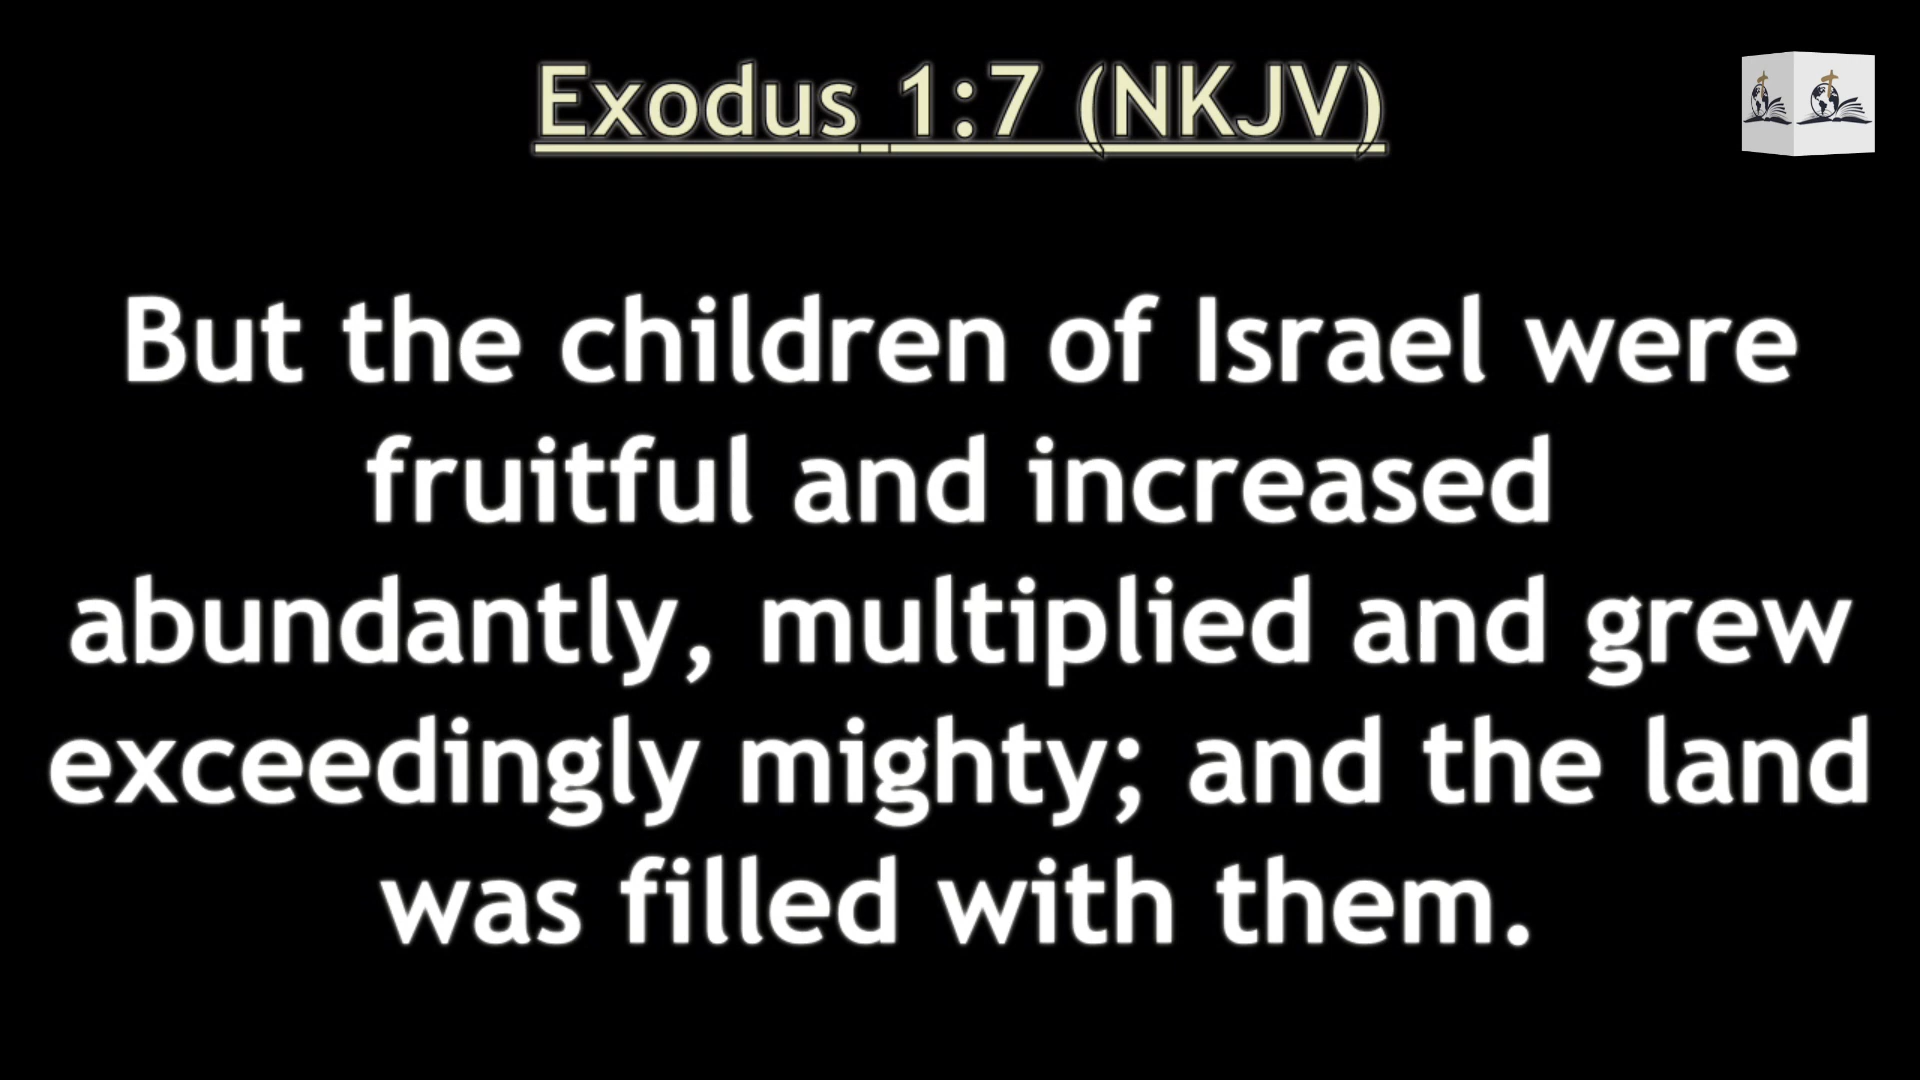 Exodus 1:7 (NKJV)
But the children of Israel were
fruitful and increased
abundantly, multiplied and grew
exceedingly mighty; and the land
was filled with them.